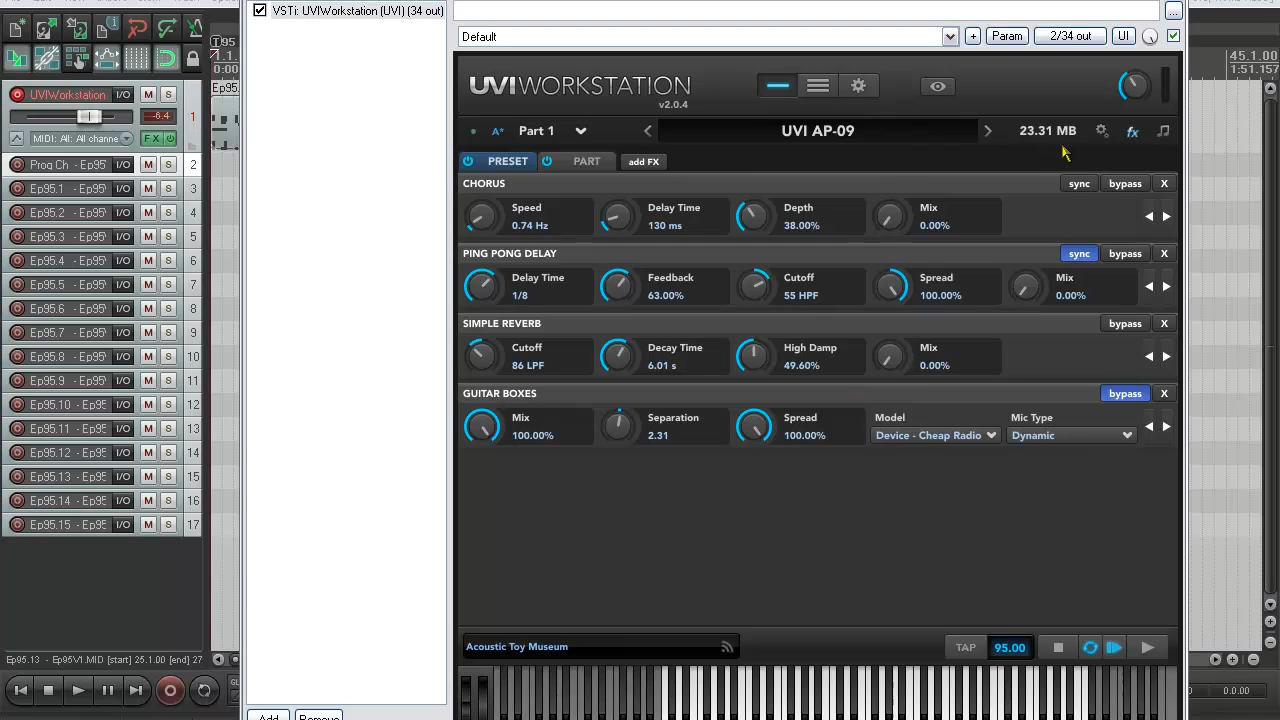 VSTi: UVIWorkstation (UVI) (34 out)
...
Default
+
Param
2/34 out
UI
UVIWORKSTATION
v2.0.4
A*
Part 1
UVI AP-09
23.31 MB
fx
PRESET
PART
add FX
CHORUS
sync
bypass
X
Speed
0.74 Hz
Delay Time
130 ms
Depth
38.00%
Mix
0.00%
PING PONG DELAY
sync
bypass
X
Delay Time
1/8
Feedback
63.00%
Cutoff
55 HPF
Spread
100.00%
Mix
0.00%
SIMPLE REVERB
bypass
X
Cutoff
86 LPF
Decay Time
6.01 s
High Damp
49.60%
Mix
0.00%
GUITAR BOXES
bypass
X
Mix
100.00%
Separation
2.31
Spread
100.00%
Model
Device - Cheap Radio
Mic Type
Dynamic
Acoustic Toy Museum
TAP
95.00
Add
Remove
UVIWorkstation I/O M S
-6.4
1
MIDI: All: All channe
FX
Prog Ch - Ep95 I/O M S 2
Ep95.1 - Ep95 I/O M S 3
Ep95.2 - Ep95 I/O M S 4
Ep95.3 - Ep95 I/O M S 5
Ep95.4 - Ep95 I/O M S 6
Ep95.5 - Ep95 I/O M S 7
Ep95.6 - Ep95 I/O M S 8
Ep95.7 - Ep95 I/O M S 9
Ep95.8 - Ep95 I/O M S 10
Ep95.9 - Ep95 I/O M S 11
Ep95.10 - Ep95 I/O M S 12
Ep95.11 - Ep95 I/O M S 13
Ep95.12 - Ep95 I/O M S 14
Ep95.13 - Ep95 I/O M S 15
Ep95.14 - Ep95 I/O M S 16
Ep95.15 - Ep95 I/O M S 17
Ep95.13 - Ep95V1.MID [start] 25.1.00 [end] 27
T95
1.1.
0:00
Ep95.
45.1.00
1:51.157
0.0.00